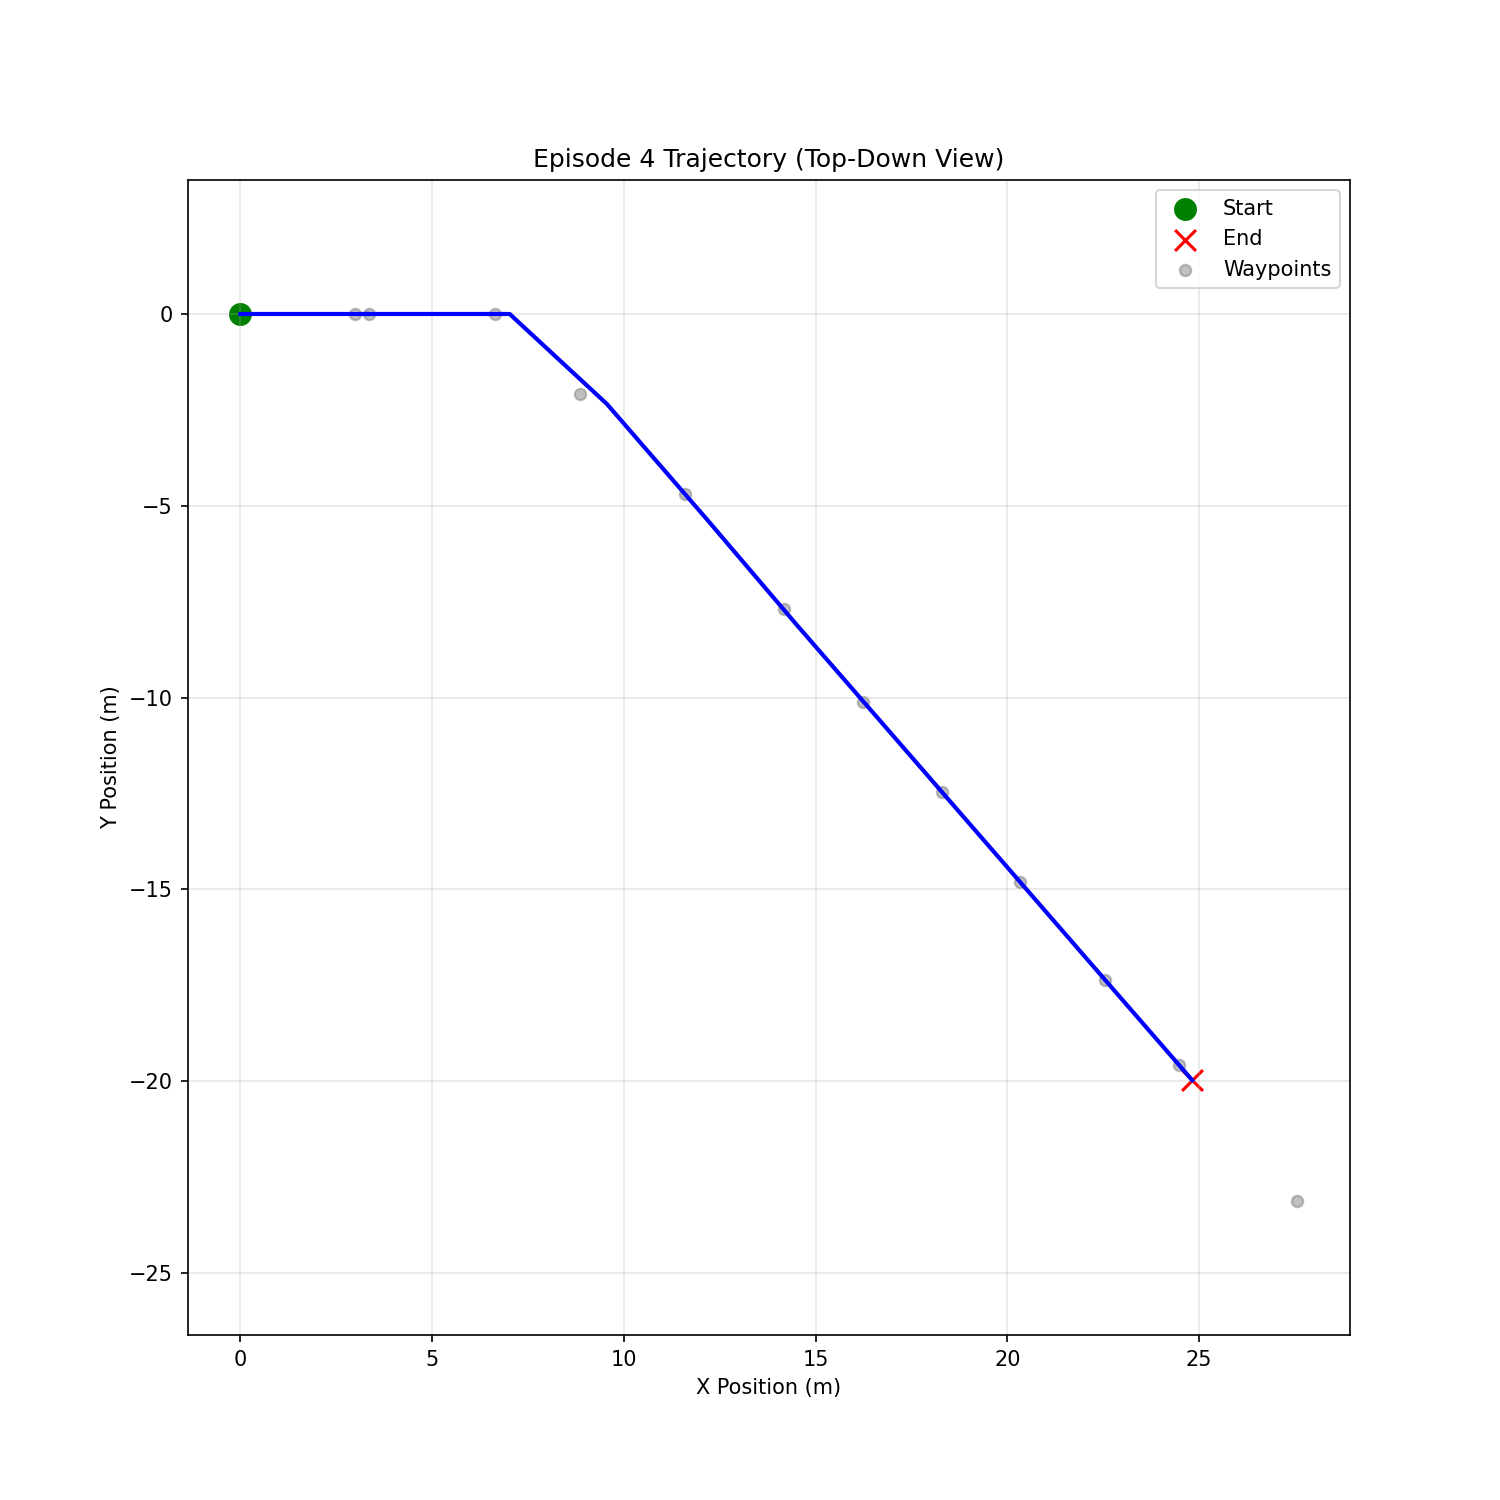 Episode 4 Trajectory (Top-Down View)
Start
End
Waypoints
0
−5
−10
−15
−20
−25
Y Position (m)
0 5 10 15 20 25
X Position (m)